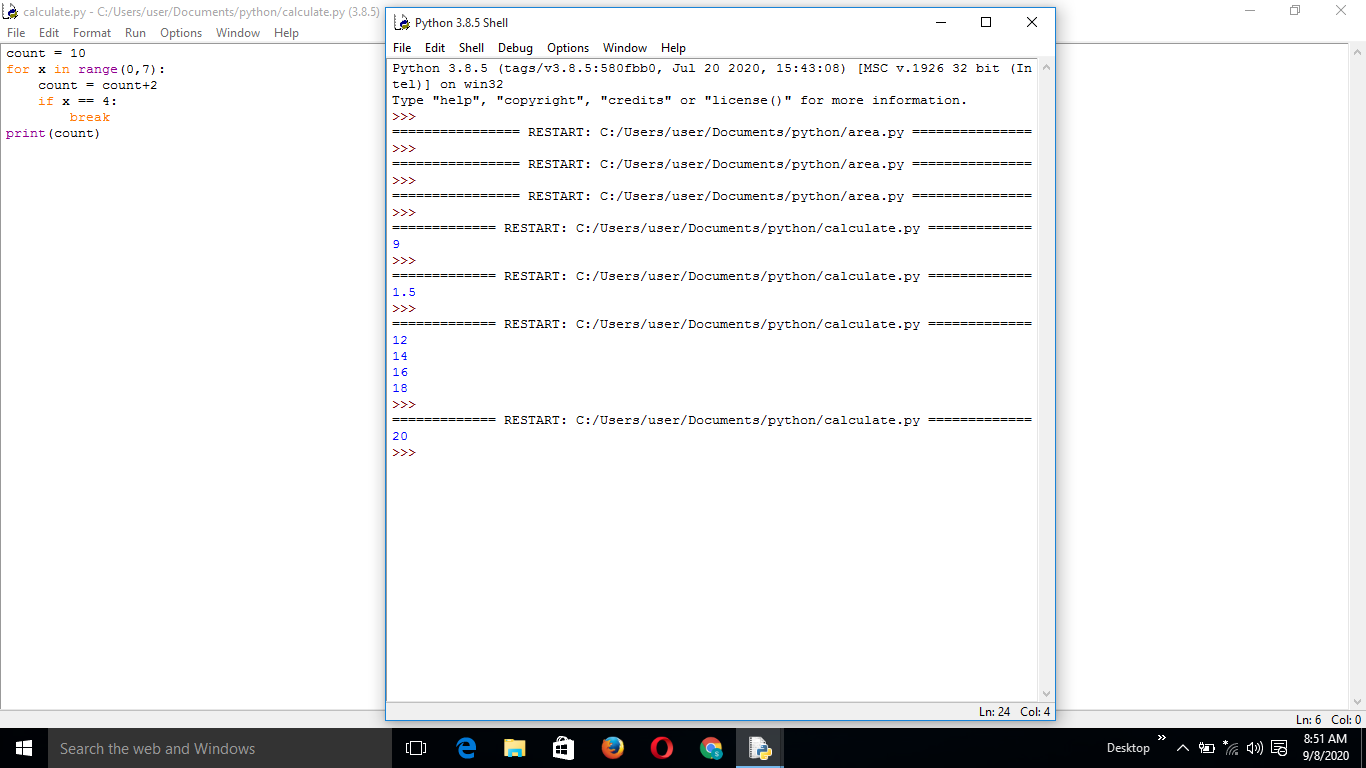 calculate.py - C:/Users/user/Documents/python/calculate.py (3.8.5)
File Edit Format Run Options Window Help
count = 10
for x in range(0,7):
    count = count+2
    if x == 4:
        break
print(count)
Python 3.8.5 Shell
File Edit Shell Debug Options Window Help
Python 3.8.5 (tags/v3.8.5:580fbb0, Jul 20 2020, 15:43:08) [MSC v.1926 32 bit (In
tel)] on win32
Type "help", "copyright", "credits" or "license()" for more information.
>>>
================ RESTART: C:/Users/user/Documents/python/area.py ===============
>>>
================ RESTART: C:/Users/user/Documents/python/area.py ===============
>>>
================ RESTART: C:/Users/user/Documents/python/area.py ===============
>>>
============= RESTART: C:/Users/user/Documents/python/calculate.py =============
9
>>>
============= RESTART: C:/Users/user/Documents/python/calculate.py =============
1.5
>>>
============= RESTART: C:/Users/user/Documents/python/calculate.py =============
12
14
16
18
>>>
============= RESTART: C:/Users/user/Documents/python/calculate.py =============
20
>>>
Ln: 24 Col: 4
Ln: 6 Col: 0
Search the web and Windows
Desktop
8:51 AM
9/8/2020